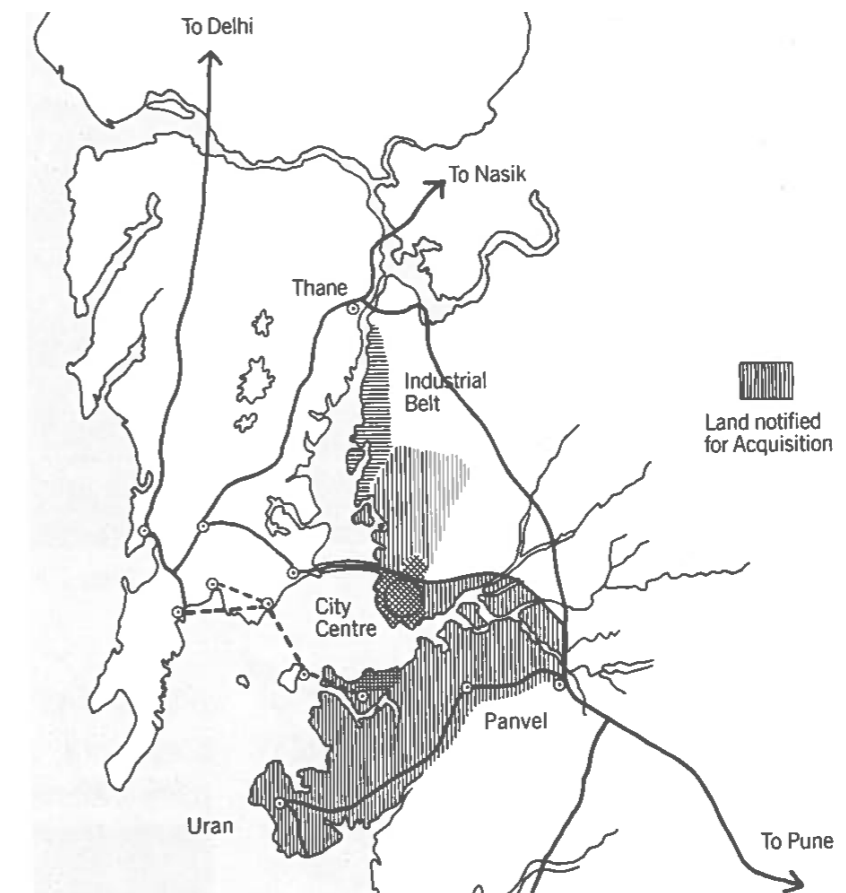 To Delhi
To Nasik
Thane
Industrial
Belt
Land notified
for Acquisition
City
Centre
Panvel
Uran
To Pune